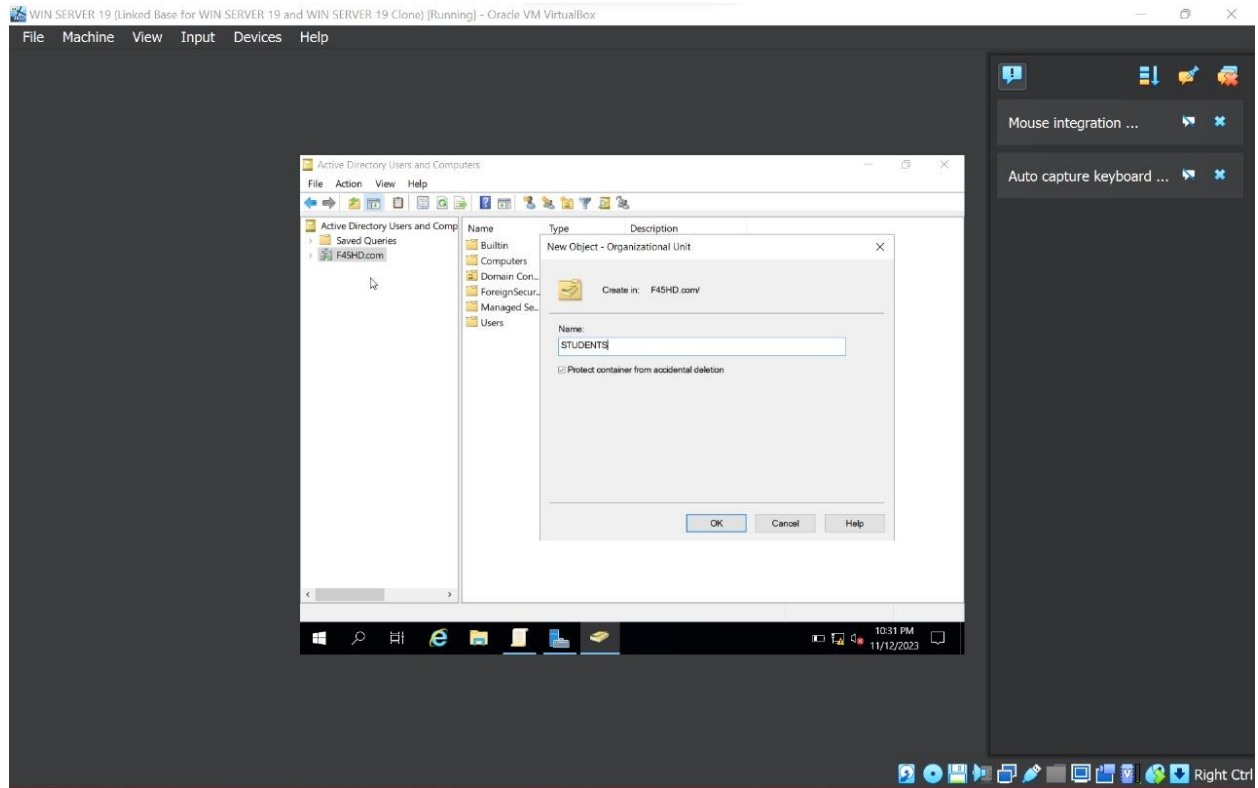 WIN SERVER 19 (Linked Base for WIN SERVER 19 and WIN SERVER 19 Clone) [Running] - Oracle VM VirtualBox
File Machine View Input Devices Help
Mouse integration ...
Auto capture keyboard ...
Active Directory Users and Computers
File Action View Help
Active Directory Users and Comp
Saved Queries
F45HD.com
Name Type Description
Builtin
Computers
Domain Con...
ForeignSecur...
Managed Se...
Users
New Object - Organizational Unit
Create in: F45HD.com/
Name:
STUDENTS
Protect container from accidental deletion
OK Cancel Help
10:31 PM
11/12/2023
Right Ctrl